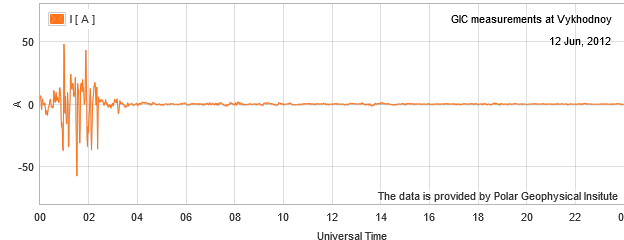 I [ A ]
GIC measurements at Vykhodnoy
12 Jun, 2012
50
A
0
-50
The data is provided by Polar Geophysical Insitute
00 02 04 06 08 10 12 14 16 18 20 22 0
Universal Time